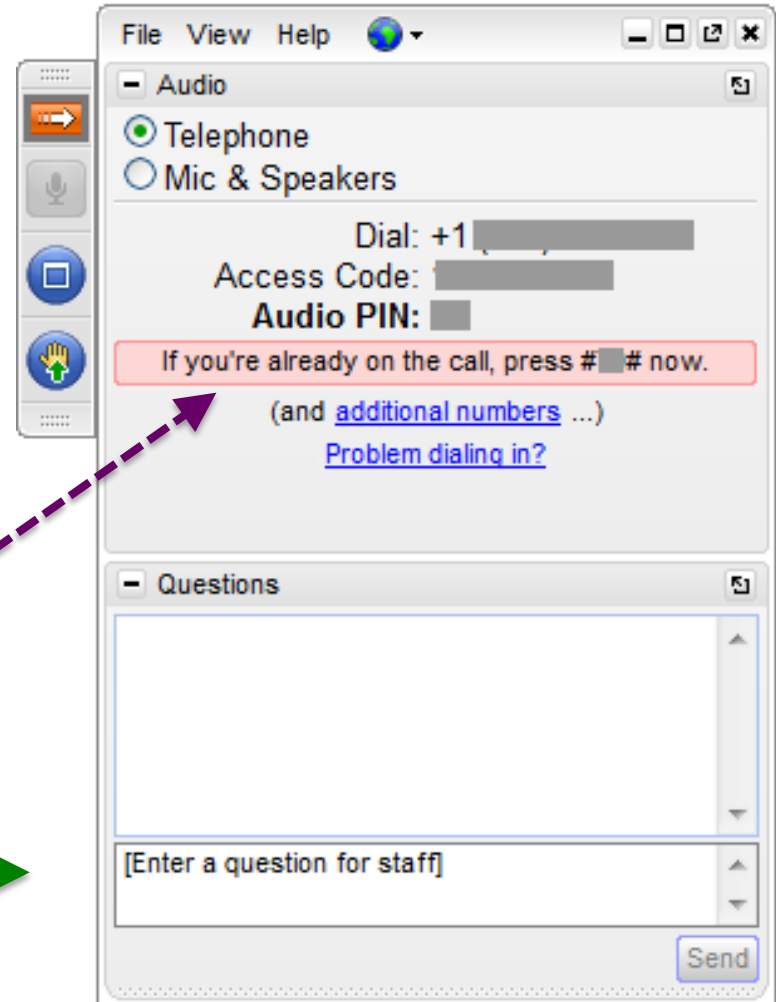 File View Help
Audio
Telephone
Mic & Speakers
Dial: +1
Access Code:
Audio PIN:
If you're already on the call, press # # now.
(and additional numbers ...)
Problem dialing in?
Questions
[Enter a question for staff]
Send